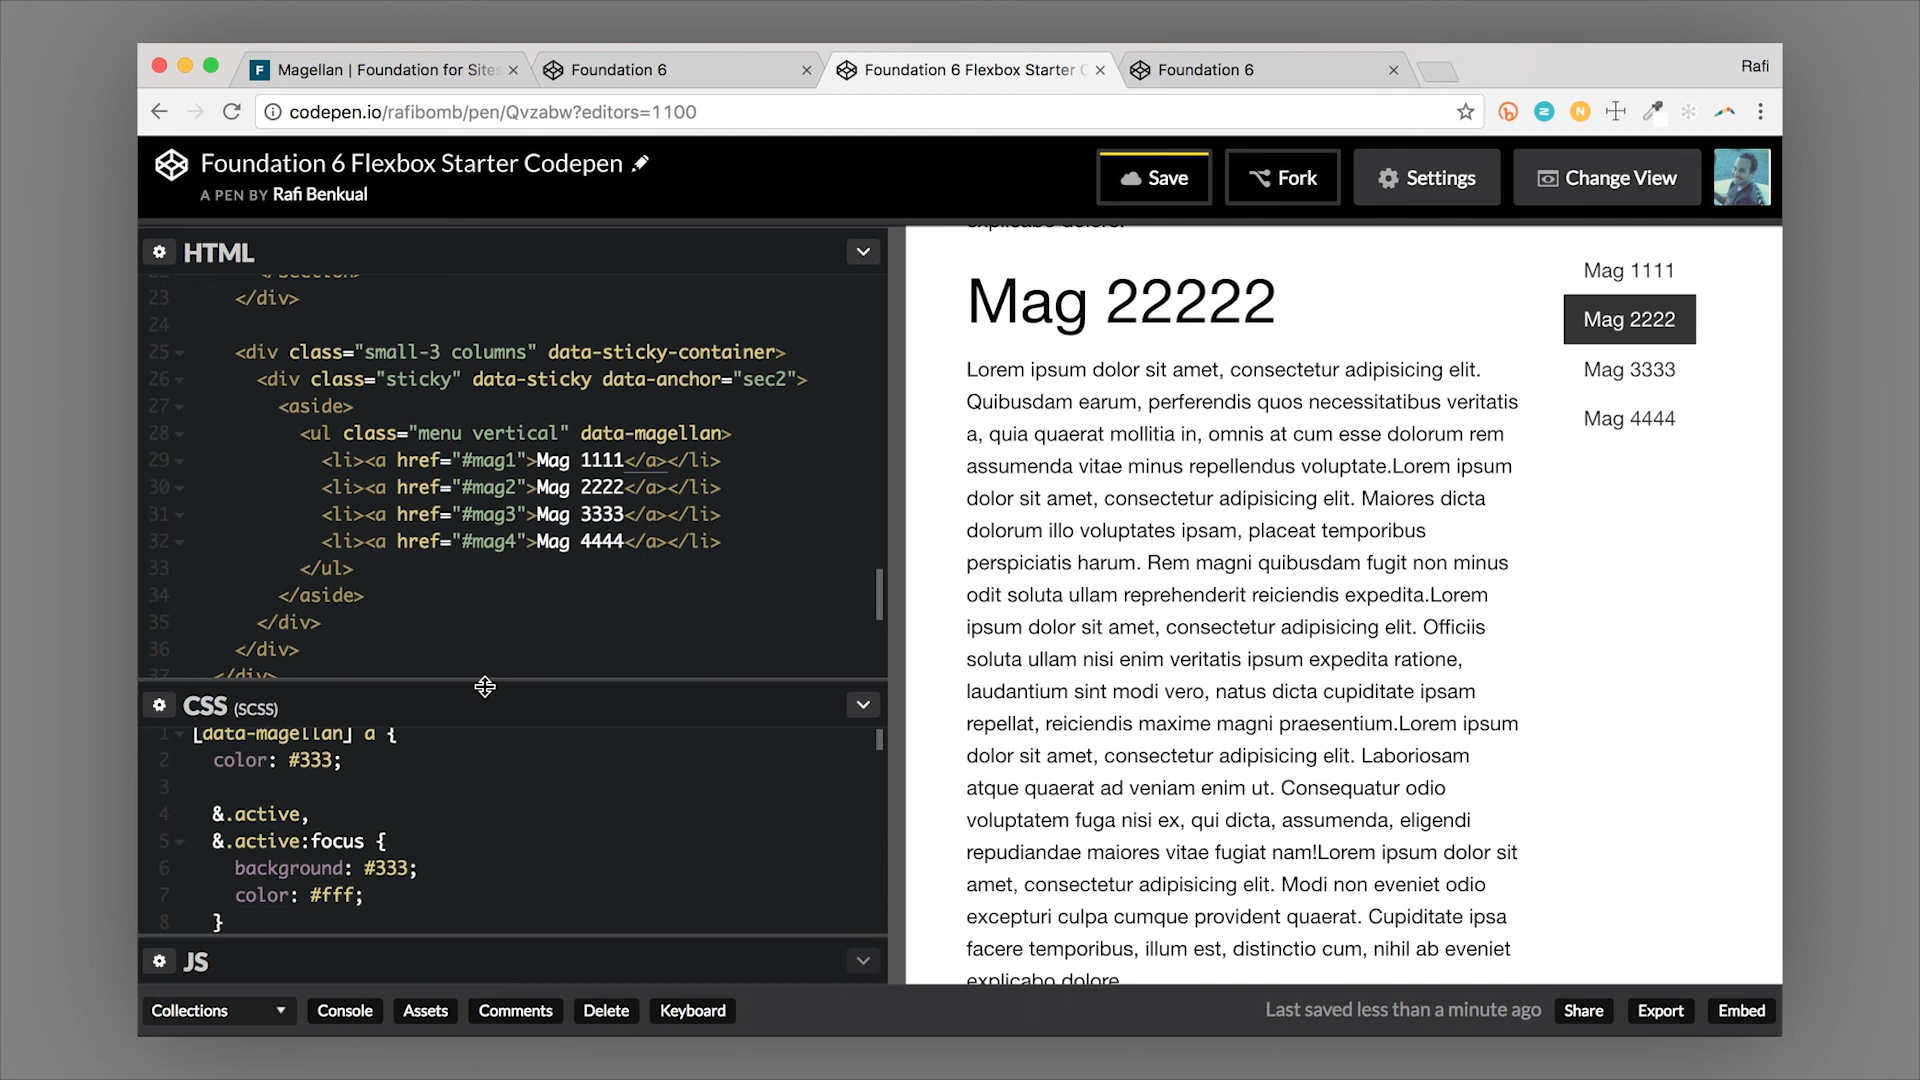 Magellan | Foundation for Sites
Foundation 6
Foundation 6 Flexbox Starter C
Foundation 6
Rafi
codepen.io/rafibomb/pen/Qvzabw?editors=1100
Foundation 6 Flexbox Starter Codepen
A PEN BY Rafi Benkual
Save
Fork
Settings
Change View
HTML
22 </section>
23 </div>
24
25 <div class="small-3 columns" data-sticky-container>
26 <div class="sticky" data-sticky data-anchor="sec2">
27 <aside>
28 <ul class="menu vertical" data-magellan>
29 <li><a href="#mag1">Mag 1111</a></li>
30 <li><a href="#mag2">Mag 2222</a></li>
31 <li><a href="#mag3">Mag 3333</a></li>
32 <li><a href="#mag4">Mag 4444</a></li>
33 </ul>
34 </aside>
35 </div>
36 </div>
37 </div>
CSS (SCSS)
1 [data-magellan] a {
2 color: #333;
3
4 &.active,
5 &.active:focus {
6 background: #333;
7 color: #fff;
8 }
JS
explicabo dolore.
Mag 22222
Lorem ipsum dolor sit amet, consectetur adipisicing elit.
Quibusdam earum, perferendis quos necessitatibus veritatis
a, quia quaerat mollitia in, omnis at cum esse dolorum rem
assumenda vitae minus repellendus voluptate.Lorem ipsum
dolor sit amet, consectetur adipisicing elit. Maiores dicta
dolorum illo voluptates ipsam, placeat temporibus
perspiciatis harum. Rem magni quibusdam fugit non minus
odit soluta ullam reprehenderit reiciendis expedita.Lorem
ipsum dolor sit amet, consectetur adipisicing elit. Officiis
soluta ullam nisi enim veritatis ipsum expedita ratione,
laudantium sint modi vero, natus dicta cupiditate ipsam
repellat, reiciendis maxime magni praesentium.Lorem ipsum
dolor sit amet, consectetur adipisicing elit. Laboriosam
atque quaerat ad veniam enim ut. Consequatur odio
voluptatem fuga nisi ex, qui dicta, assumenda, eligendi
repudiandae maiores vitae fugiat nam!Lorem ipsum dolor sit
amet, consectetur adipisicing elit. Modi non eveniet odio
excepturi culpa cumque provident quaerat. Cupiditate ipsa
facere temporibus, illum est, distinctio cum, nihil ab eveniet
explicabo dolore.
Mag 1111
Mag 2222
Mag 3333
Mag 4444
Collections
Console
Assets
Comments
Delete
Keyboard
Last saved less than a minute ago
Share
Export
Embed